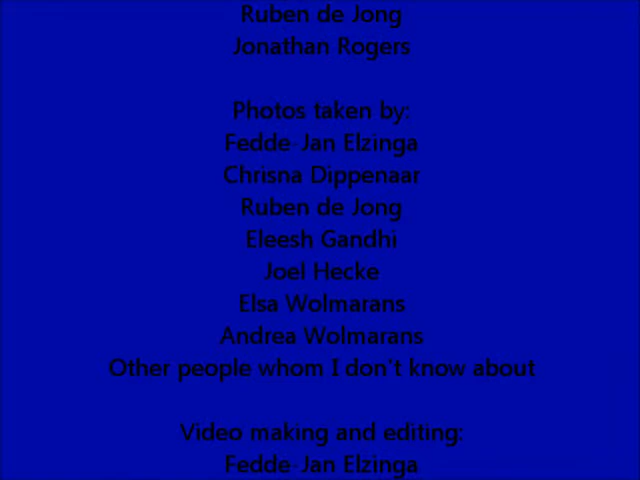 Ruben de Jong
Jonathan Rogers
Photos taken by:
Fedde-Jan Elzinga
Chrisna Dippenaar
Ruben de Jong
Eleesh Gandhi
Joel Hecke
Elsa Wolmarans
Andrea Wolmarans
Other people whom I don't know about
Video making and editing:
Fedde-Jan Elzinga